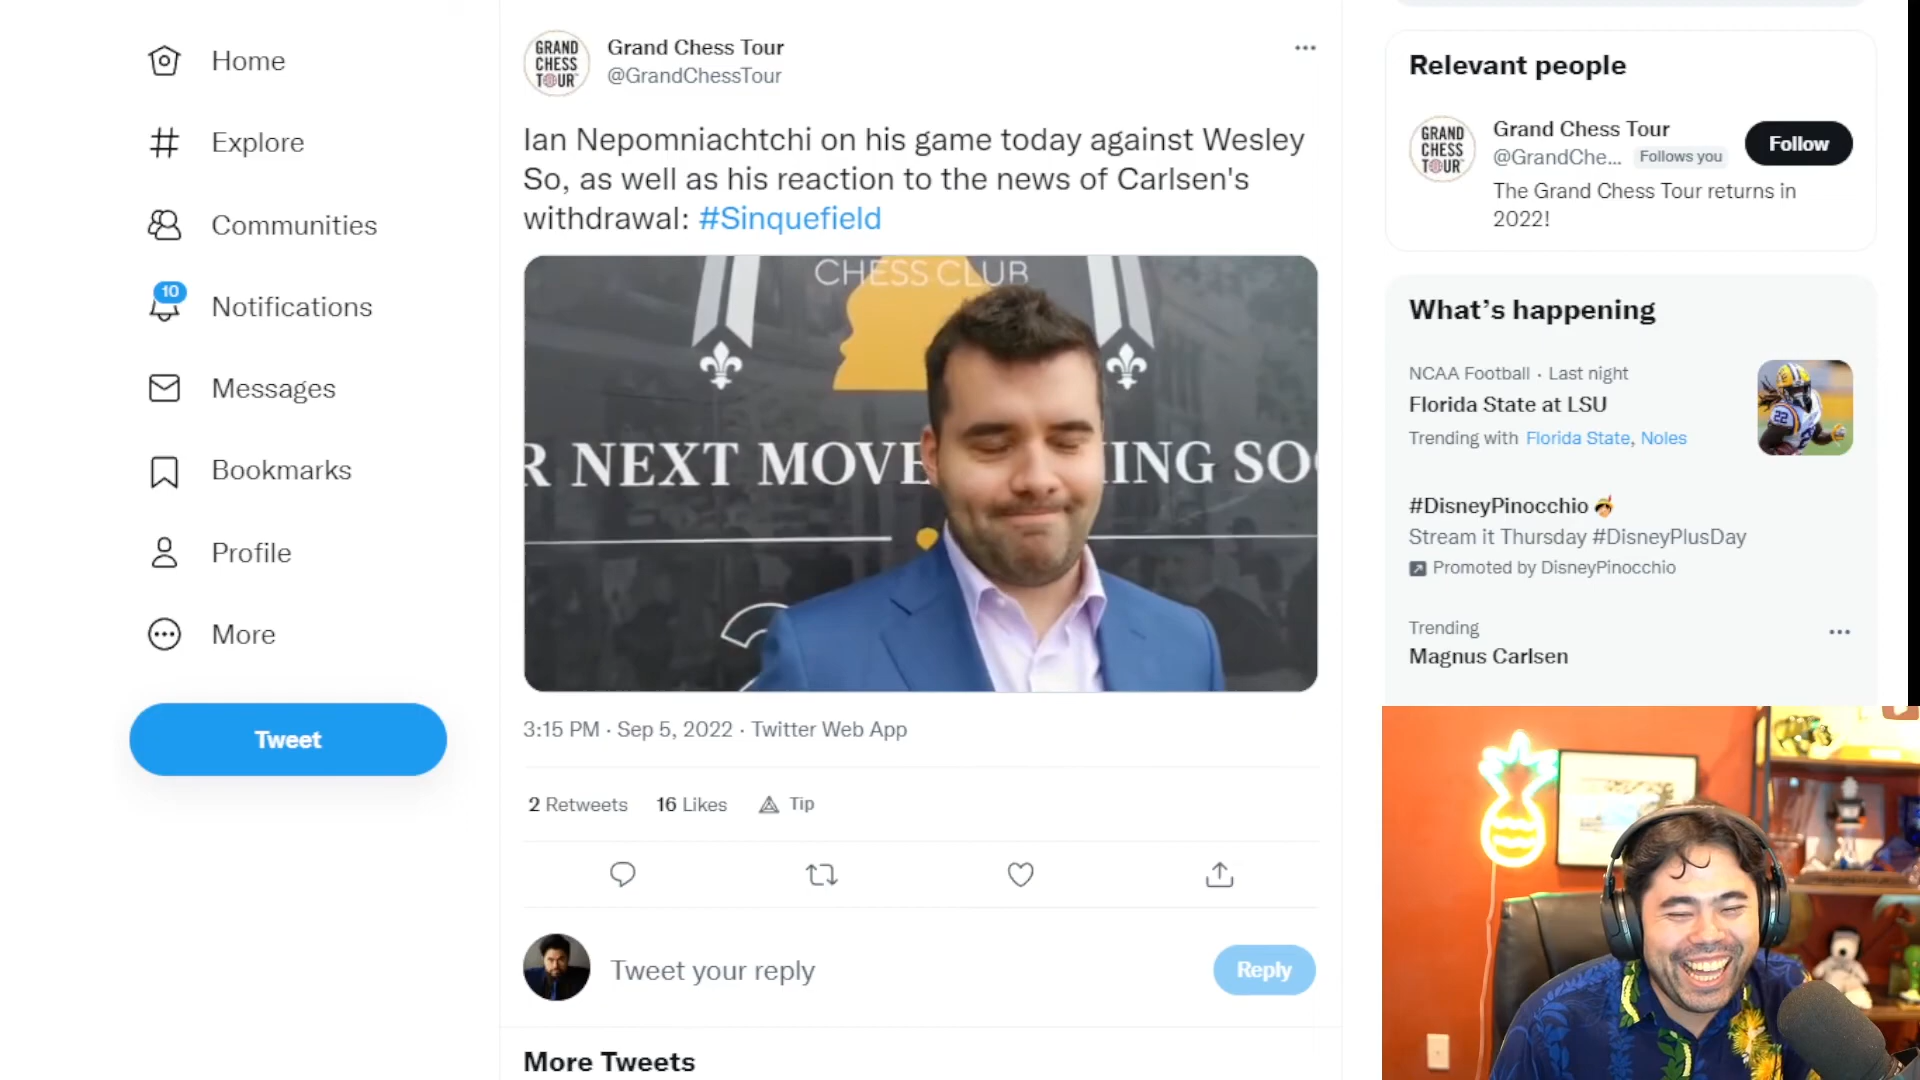 Home
Explore
Communities
10
Notifications
Messages
Bookmarks
Profile
More
Tweet
GRAND
CHESS
TOUR
Grand Chess Tour
@GrandChessTour
Ian Nepomniachtchi on his game today against Wesley
So, as well as his reaction to the news of Carlsen's
withdrawal: #Sinquefield
CHESS CLUB
R NEXT MOVE ING SO
3:15 PM · Sep 5, 2022 · Twitter Web App
2 Retweets 16 Likes Tip
Tweet your reply
Reply
More Tweets
Relevant people
GRAND
CHESS
TOUR
Grand Chess Tour
@GrandChe... Follows you
Follow
The Grand Chess Tour returns in
2022!
What’s happening
NCAA Football · Last night
Florida State at LSU
Trending with Florida State, Noles
22
#DisneyPinocchio
Stream it Thursday #DisneyPlusDay
Promoted by DisneyPinocchio
Trending
Magnus Carlsen